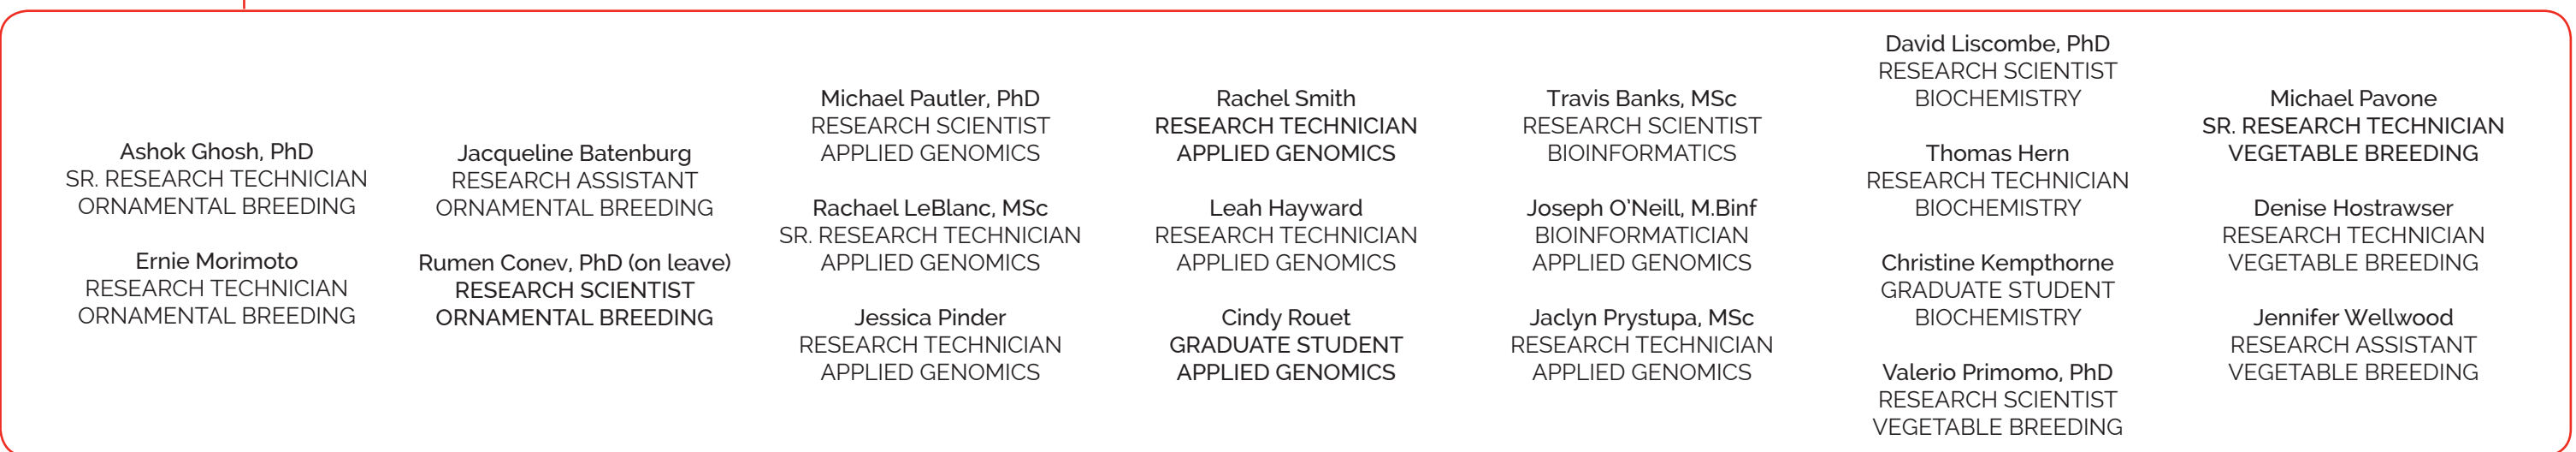 Ashok Ghosh, PhD
SR. RESEARCH TECHNICIAN
ORNAMENTAL BREEDING
Ernie Morimoto
RESEARCH TECHNICIAN
ORNAMENTAL BREEDING
Jacqueline Batenburg
RESEARCH ASSISTANT
ORNAMENTAL BREEDING
Rumen Conev, PhD (on leave)
RESEARCH SCIENTIST
ORNAMENTAL BREEDING
Michael Pautler, PhD
RESEARCH SCIENTIST
APPLIED GENOMICS
Rachael LeBlanc, MSc
SR. RESEARCH TECHNICIAN
APPLIED GENOMICS
Jessica Pinder
RESEARCH TECHNICIAN
APPLIED GENOMICS
Rachel Smith
RESEARCH TECHNICIAN
APPLIED GENOMICS
Leah Hayward
RESEARCH TECHNICIAN
APPLIED GENOMICS
Cindy Rouet
GRADUATE STUDENT
APPLIED GENOMICS
Travis Banks, MSc
RESEARCH SCIENTIST
BIOINFORMATICS
Joseph O‘Neill, M.Binf
BIOINFORMATICIAN
APPLIED GENOMICS
Jaclyn Prystupa, MSc
RESEARCH TECHNICIAN
APPLIED GENOMICS
David Liscombe, PhD
RESEARCH SCIENTIST
BIOCHEMISTRY
Thomas Hern
RESEARCH TECHNICIAN
BIOCHEMISTRY
Christine Kempthorne
GRADUATE STUDENT
BIOCHEMISTRY
Valerio Primomo, PhD
RESEARCH SCIENTIST
VEGETABLE BREEDING
Michael Pavone
SR. RESEARCH TECHNICIAN
VEGETABLE BREEDING
Denise Hostrawser
RESEARCH TECHNICIAN
VEGETABLE BREEDING
Jennifer Wellwood
RESEARCH ASSISTANT
VEGETABLE BREEDING